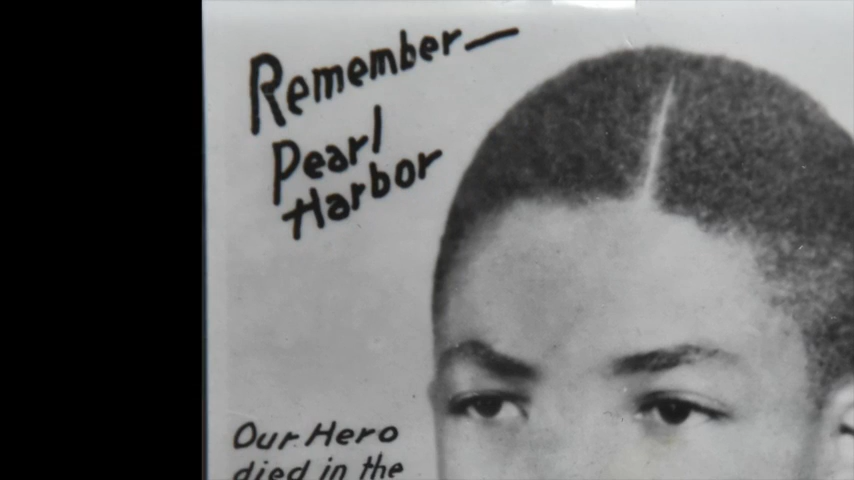 Remember—
Pearl
Harbor
Our Hero
died in the